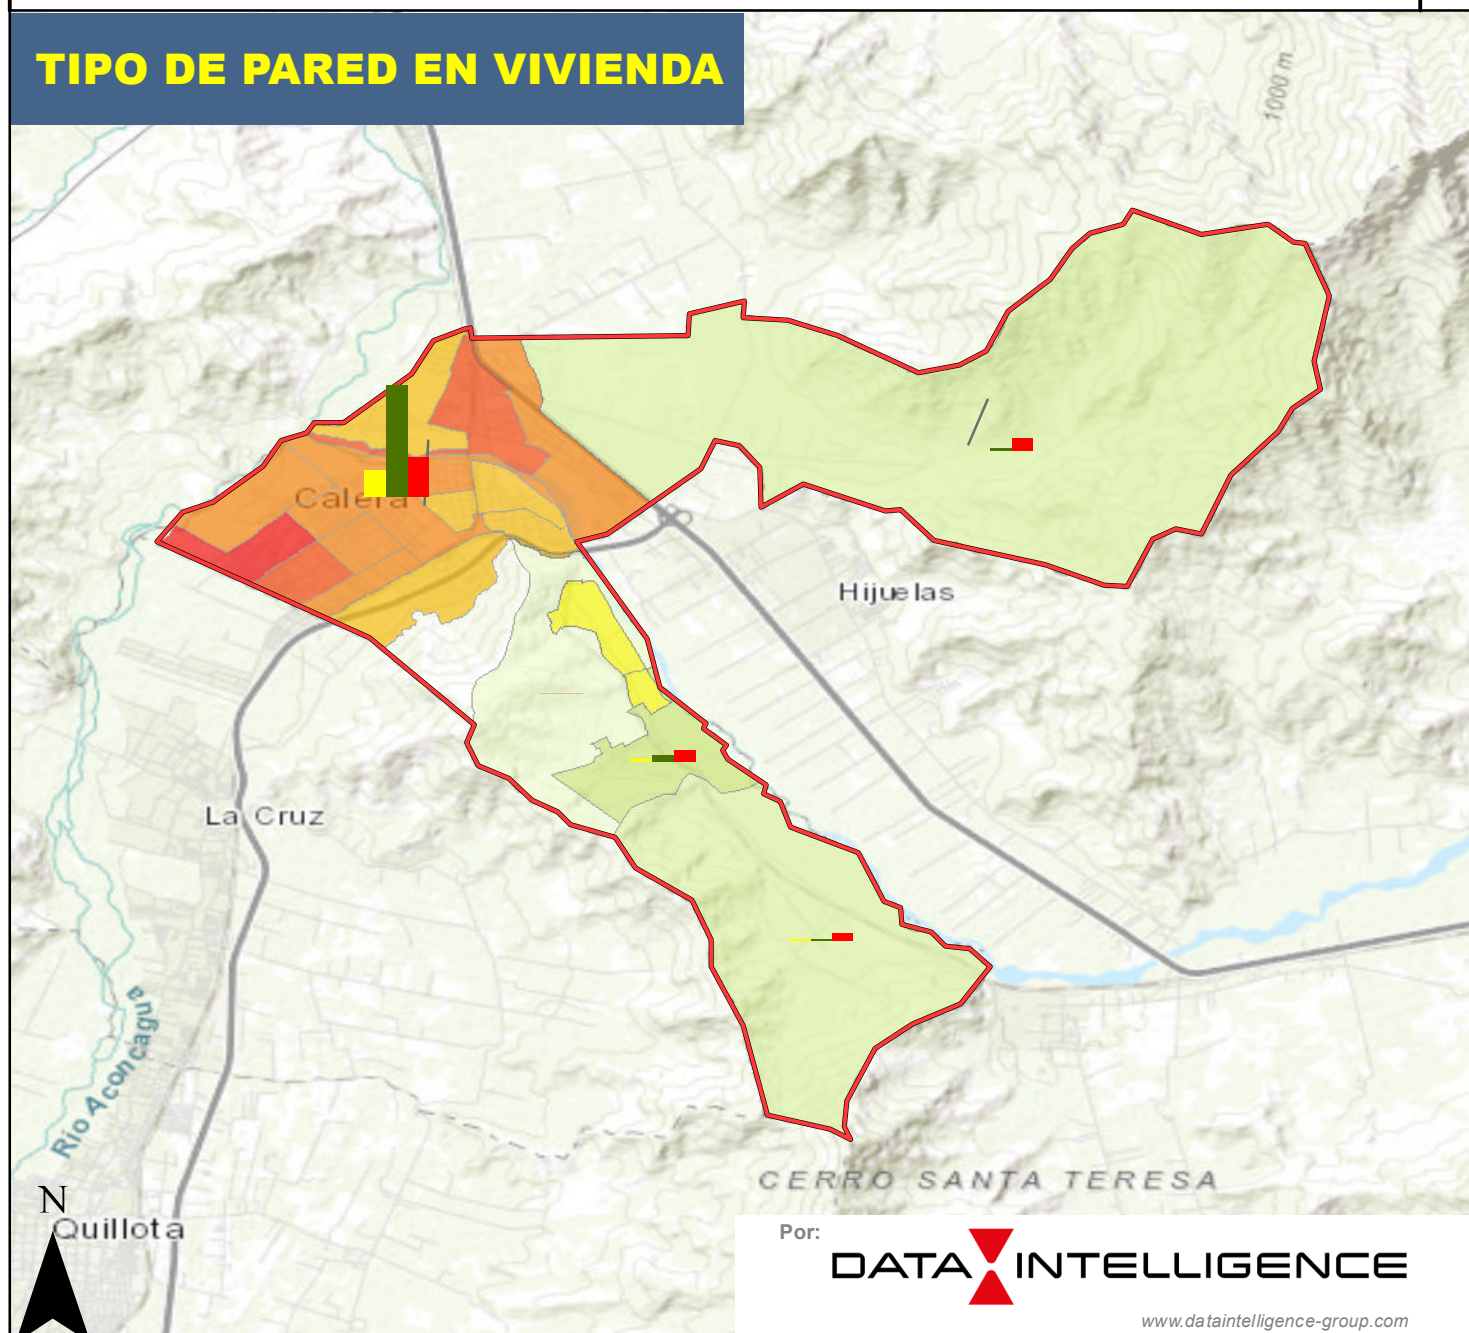 TIPO DE PARED EN VIVIENDA
1000 m
Calera
Hijuelas
La Cruz
Río Aconcagua
CERRO SANTA TERESA
N
Quillota
Por:
DATA INTELLIGENCE
www.dataintelligence-group.com